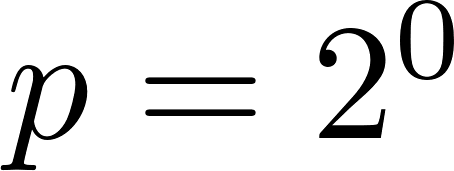 p = 2^0